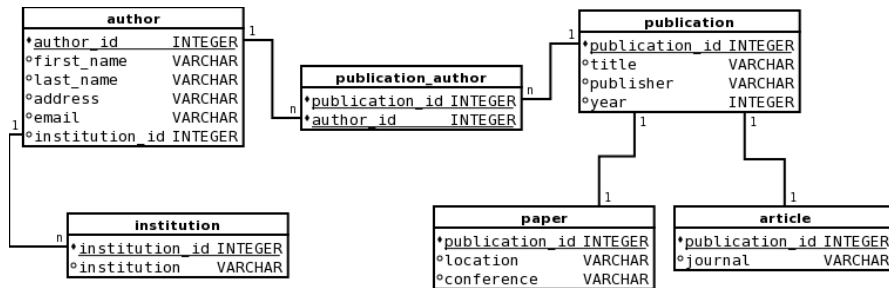 author
author_id INTEGER
first_name VARCHAR
last_name VARCHAR
address VARCHAR
email VARCHAR
institution_id INTEGER
1
1
n
publication_author
publication_id INTEGER
author_id INTEGER
n
1
publication
publication_id INTEGER
title VARCHAR
publisher VARCHAR
year INTEGER
1
1
n
institution
institution_id INTEGER
institution VARCHAR
1
paper
publication_id INTEGER
location VARCHAR
conference VARCHAR
1
article
publication_id INTEGER
journal VARCHAR